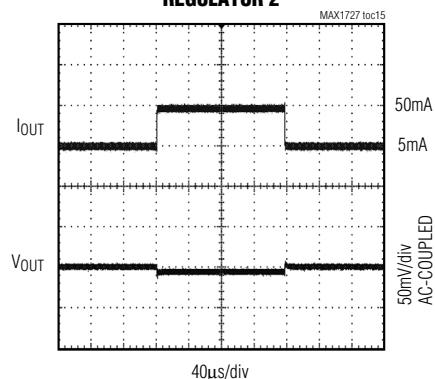 REGULATOR 2
MAX1727 toc15
50mA
IOUT
5mA
VOUT
50mV/div
AC-COUPLED
40μs/div